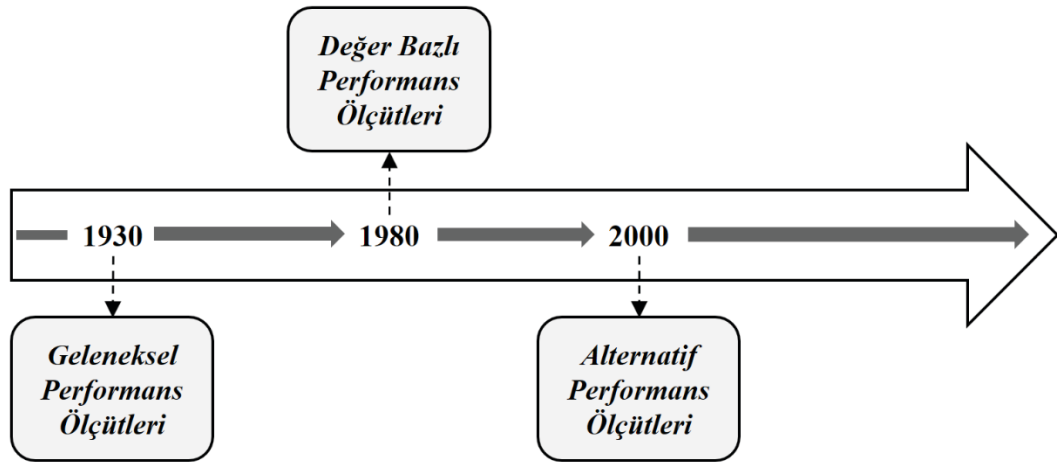 Değer Bazlı
Performans
Ölçütleri
1930
1980
2000
Geleneksel
Performans
Ölçütleri
Alternatif
Performans
Ölçütleri